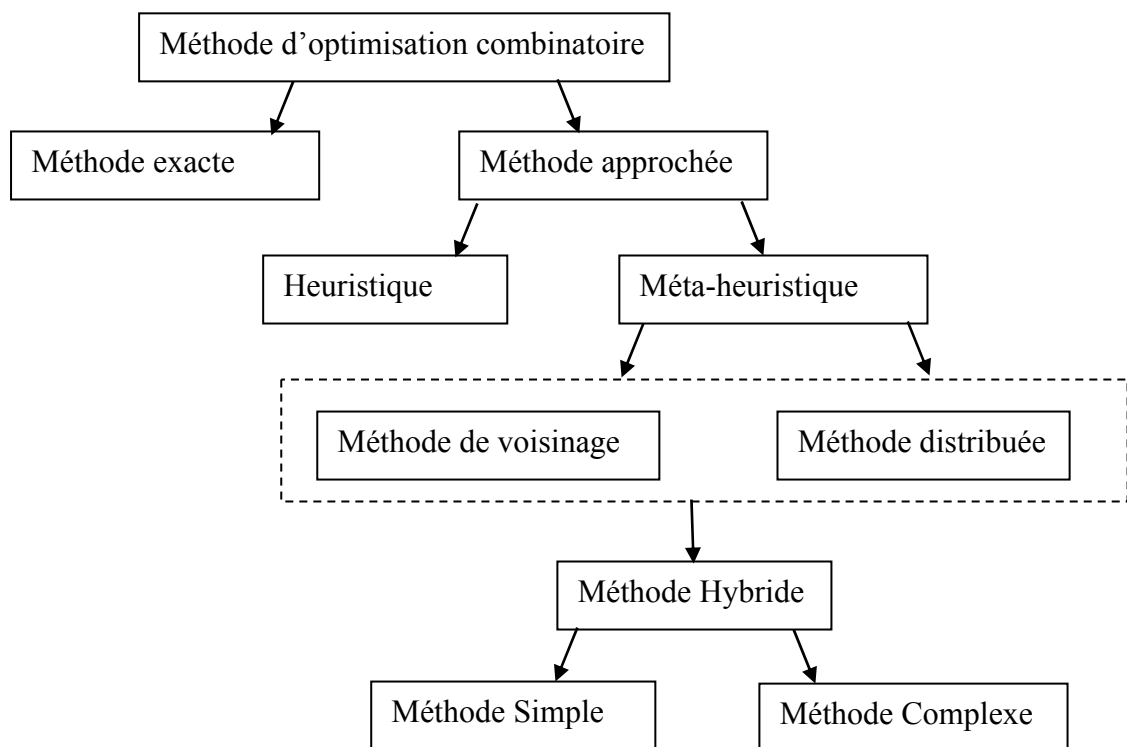 Méthode d’optimisation combinatoire
Méthode exacte
Méthode approchée
Heuristique
Méta-heuristique
Méthode de voisinage
Méthode distribuée
Méthode Hybride
Méthode Simple
Méthode Complexe